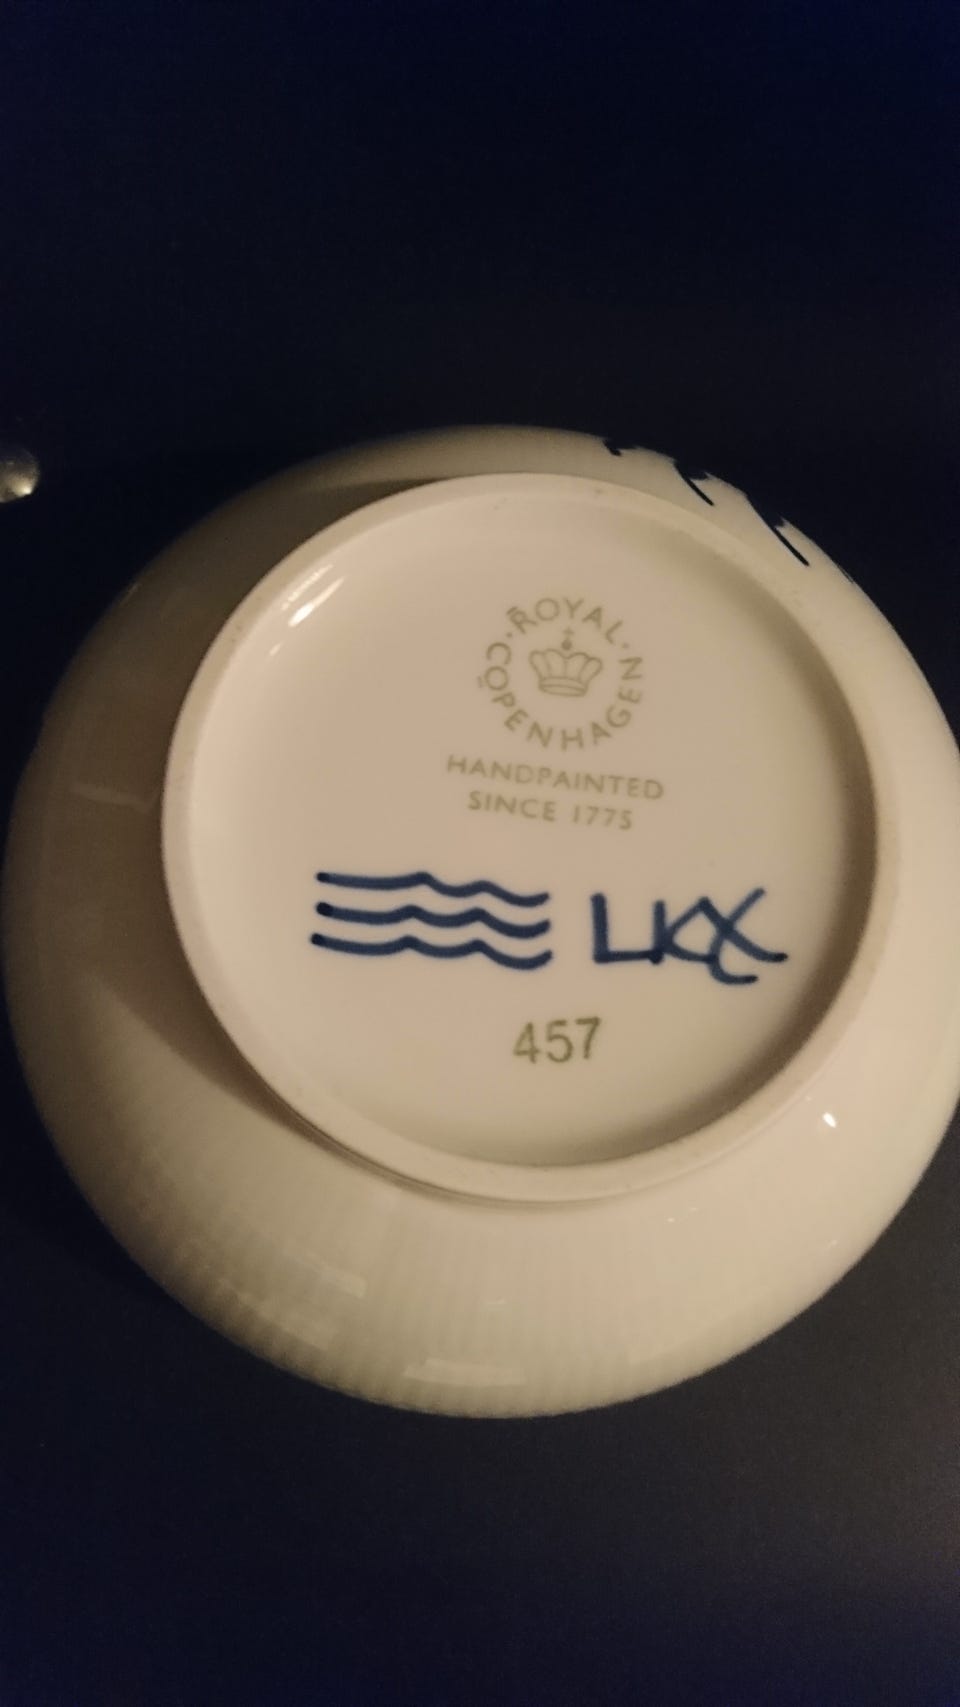 ROYAL
COPENHAGEN
HANDPAINTED
SINCE 1775
457